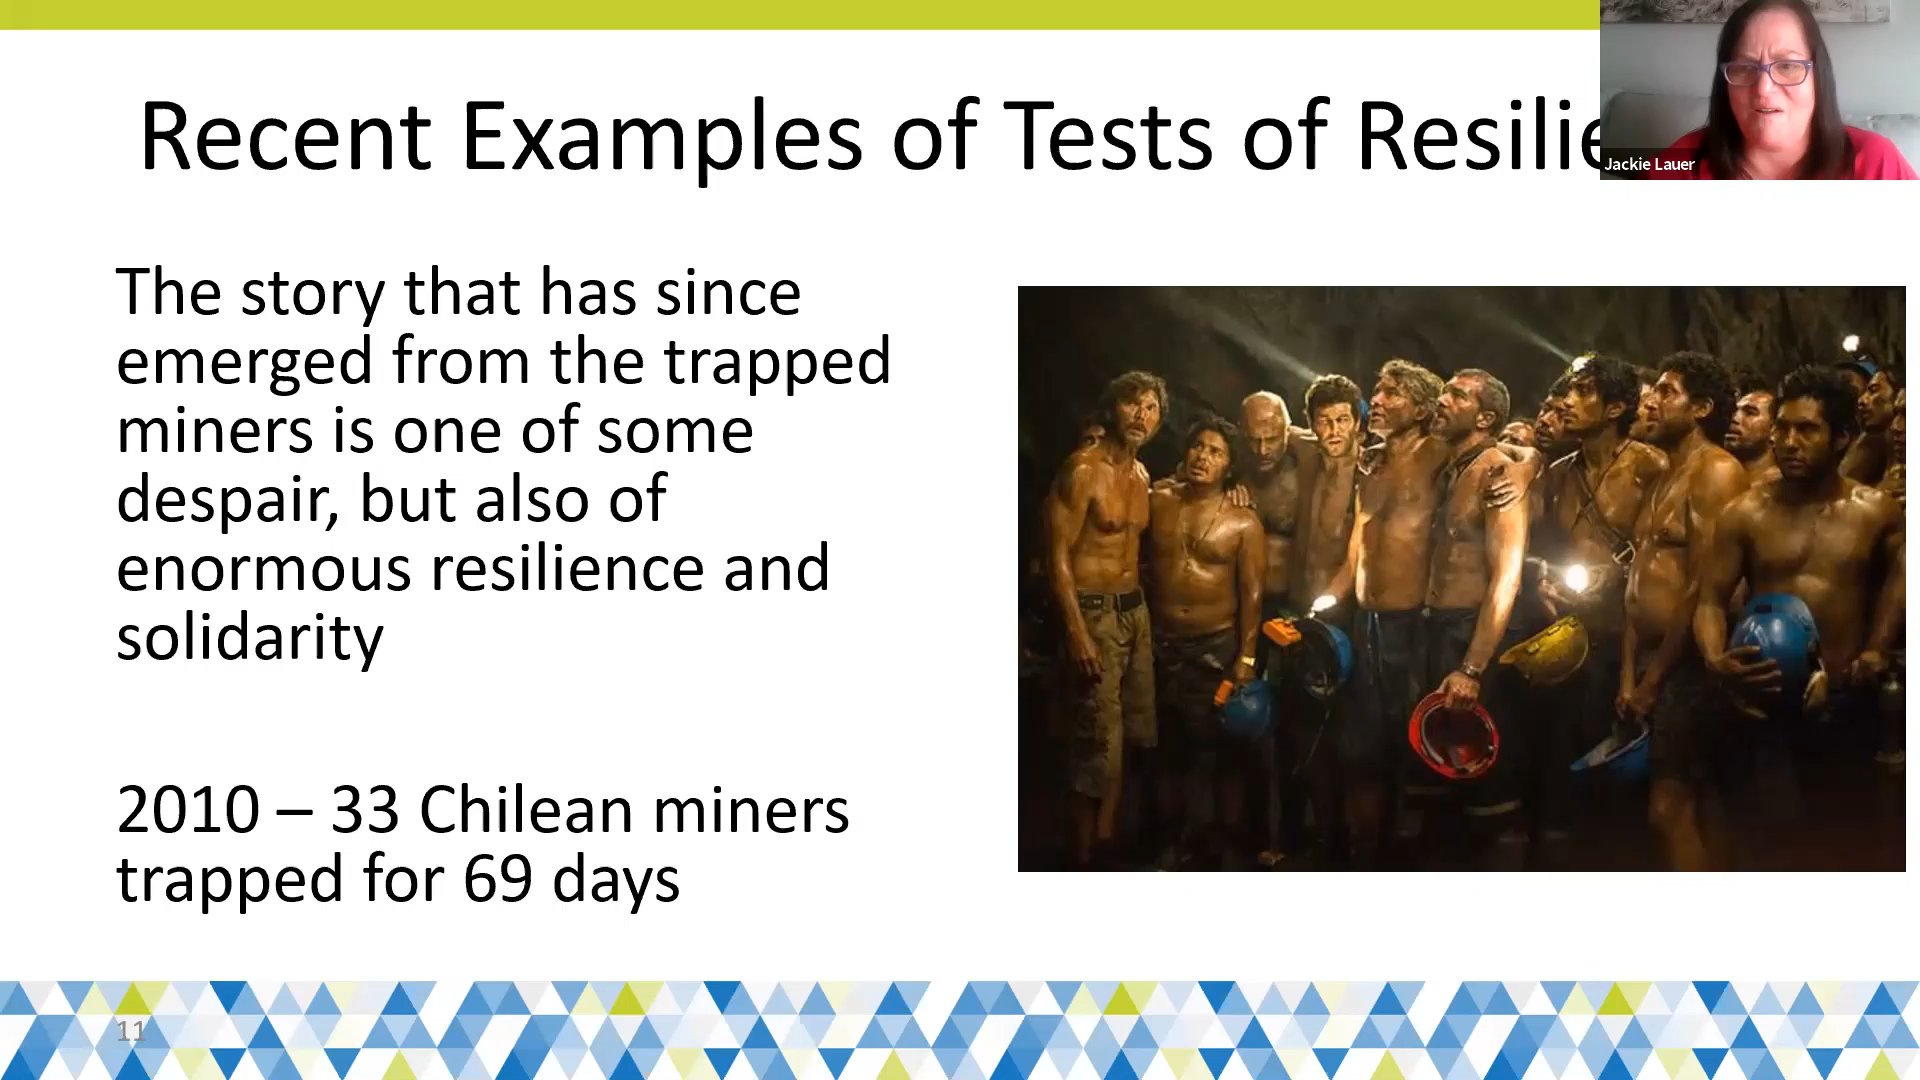 Recent Examples of Tests of
Jackie Lauer
The story that has since
emerged from the trapped
miners is one of some
despair, but also of
enormous resilience and
solidarity
2010 – 33 Chilean miners
trapped for 69 days
11